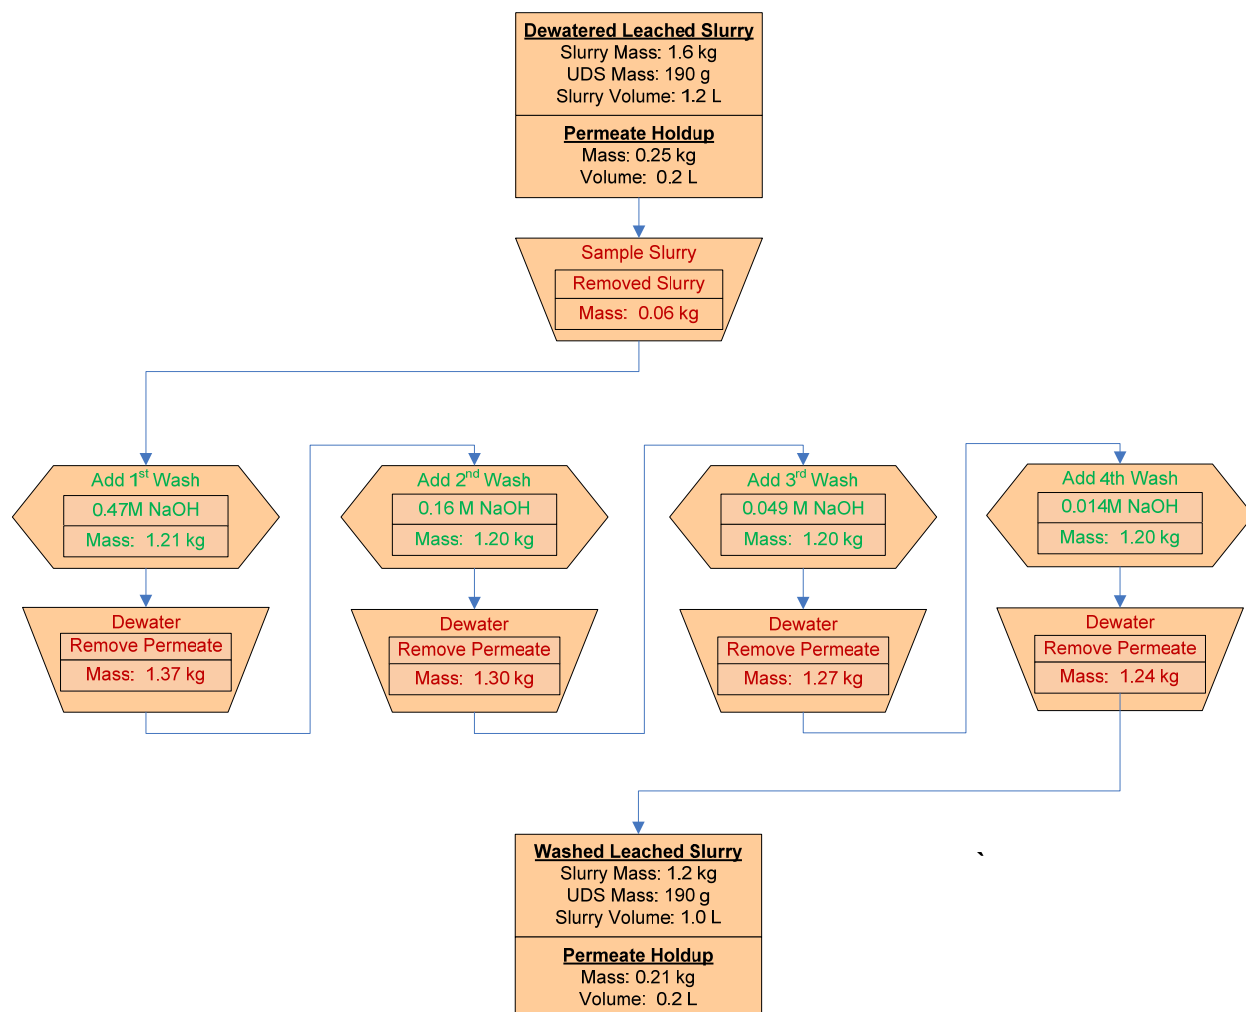 Dewatered Leached Slurry
Slurry Mass: 1.6 kg
UDS Mass: 190 g
Slurry Volume: 1.2 L
Permeate Holdup
Mass: 0.25 kg
Volume: 0.2 L
Sample Slurry
Removed Slurry
Mass: 0.06 kg
Add 1st Wash
0.47M NaOH
Mass: 1.21 kg
Dewater
Remove Permeate
Mass: 1.37 kg
Add 2nd Wash
0.16 M NaOH
Mass: 1.20 kg
Dewater
Remove Permeate
Mass: 1.30 kg
Add 3rd Wash
0.049 M NaOH
Mass: 1.20 kg
Dewater
Remove Permeate
Mass: 1.27 kg
Add 4th Wash
0.014M NaOH
Mass: 1.20 kg
Dewater
Remove Permeate
Mass: 1.24 kg
Washed Leached Slurry
Slurry Mass: 1.2 kg
UDS Mass: 190 g
Slurry Volume: 1.0 L
Permeate Holdup
Mass: 0.21 kg
Volume: 0.2 L
`